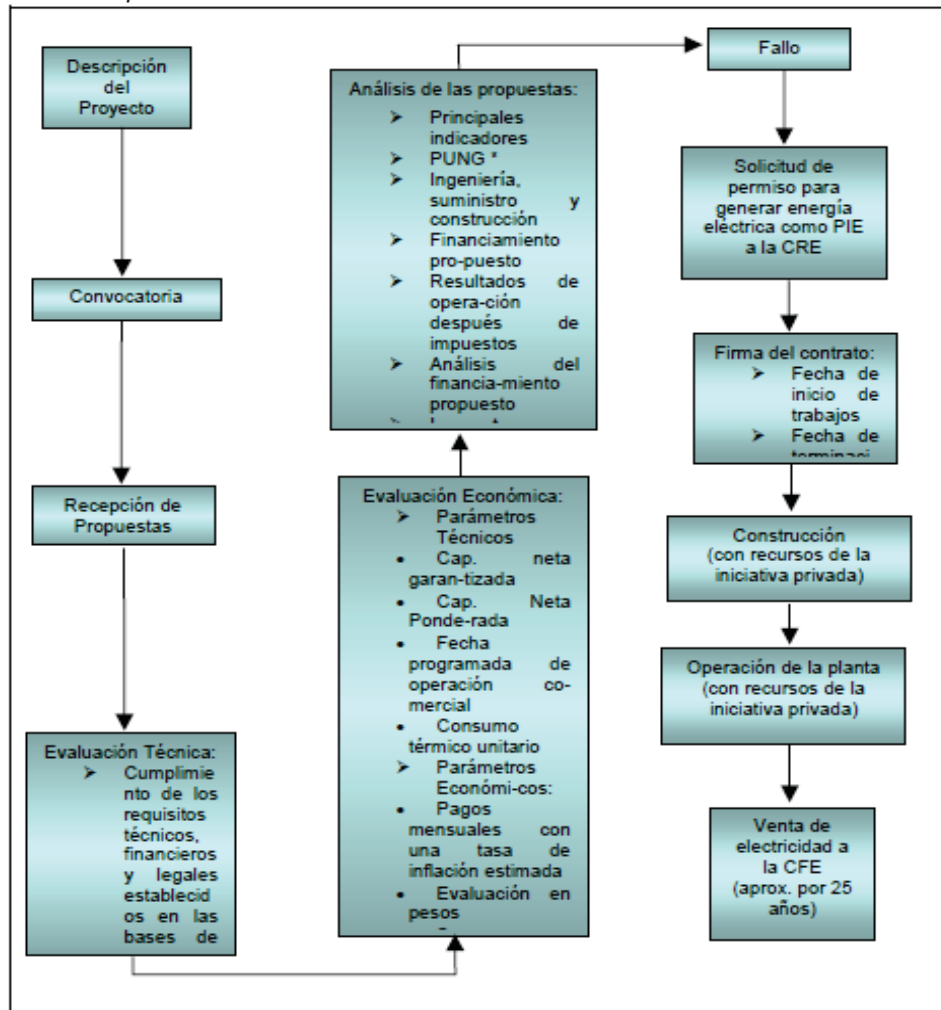 Descripción
del
Proyecto
Convocatoria
Recepción de
Propuestas
Evaluación Técnica:
➤ Cumplimie
nto de los
requisitos
técnicos,
financieros
y legales
establecid
os en las
bases de
Evaluación Económica:
➤ Parámetros
Técnicos
• Cap. neta
garan-tizada
• Cap. Neta
Ponde-rada
• Fecha
programada de
operación co-
mercial
• Consumo
térmico unitario
➤ Parámetros
Económi-cos:
• Pagos
mensuales con
una tasa de
inflación estimada
• Evaluación en
pesos
Análisis de las propuestas:
➤ Principales
indicadores
➤ PUNG *
➤ Ingeniería,
suministro y
construcción
➤ Financiamiento
pro-puesto
➤ Resultados de
opera-ción
después de
impuestos
➤ Análisis del
financia-miento
propuesto
Fallo
Solicitud de
permiso para
generar energía
eléctrica como PIE
a la CRE
Firma del contrato:
➤ Fecha de
inicio de
trabajos
➤ Fecha de
Construcción
(con recursos de la
iniciativa privada)
Operación de la planta
(con recursos de la
iniciativa privada)
Venta de
electricidad a
la CFE
(aprox. por 25
años)